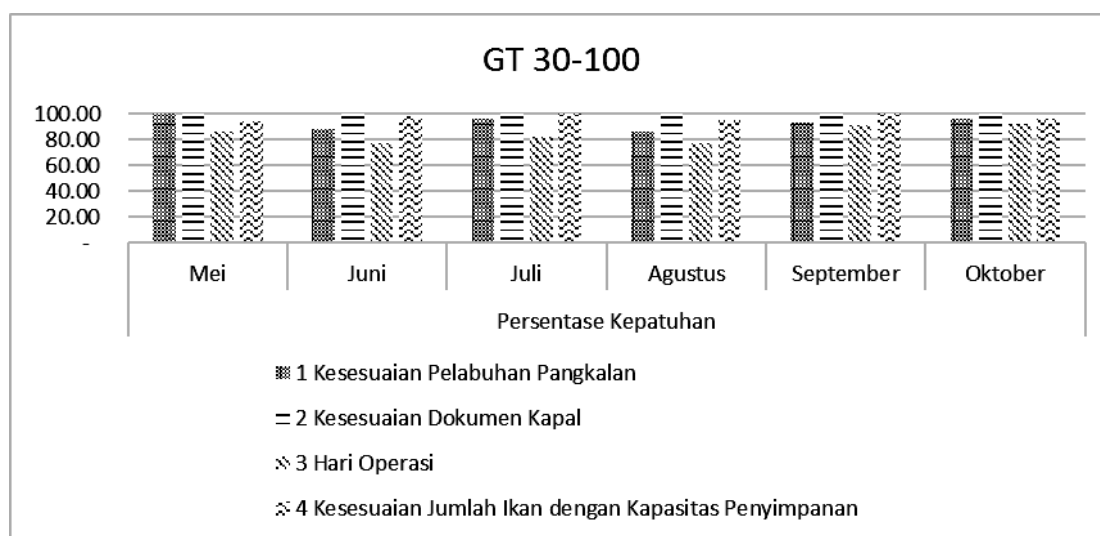 GT 30-100
100.00
80.00
60.00
40.00
20.00
-
Mei Juni Juli Agustus September Oktober
Persentase Kepatuhan
1 Kesesuaian Pelabuhan Pangkalan
2 Kesesuaian Dokumen Kapal
3 Hari Operasi
4 Kesesuaian Jumlah Ikan dengan Kapasitas Penyimpanan